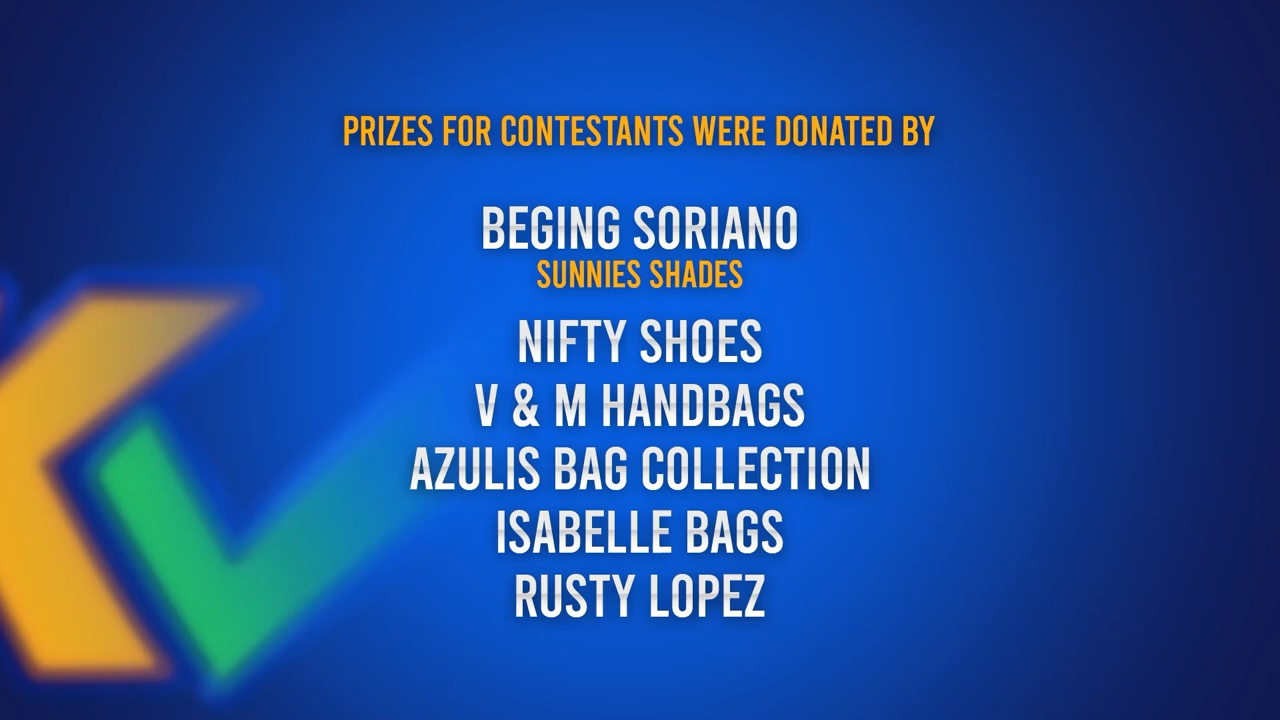 PRIZES FOR CONTESTANTS WERE DONATED BY
BEGING SORIANO
SUNNIES SHADES
NIFTY SHOES
V & M HANDBAGS
AZULIS BAG COLLECTION
ISABELLE BAGS
RUSTY LOPEZ